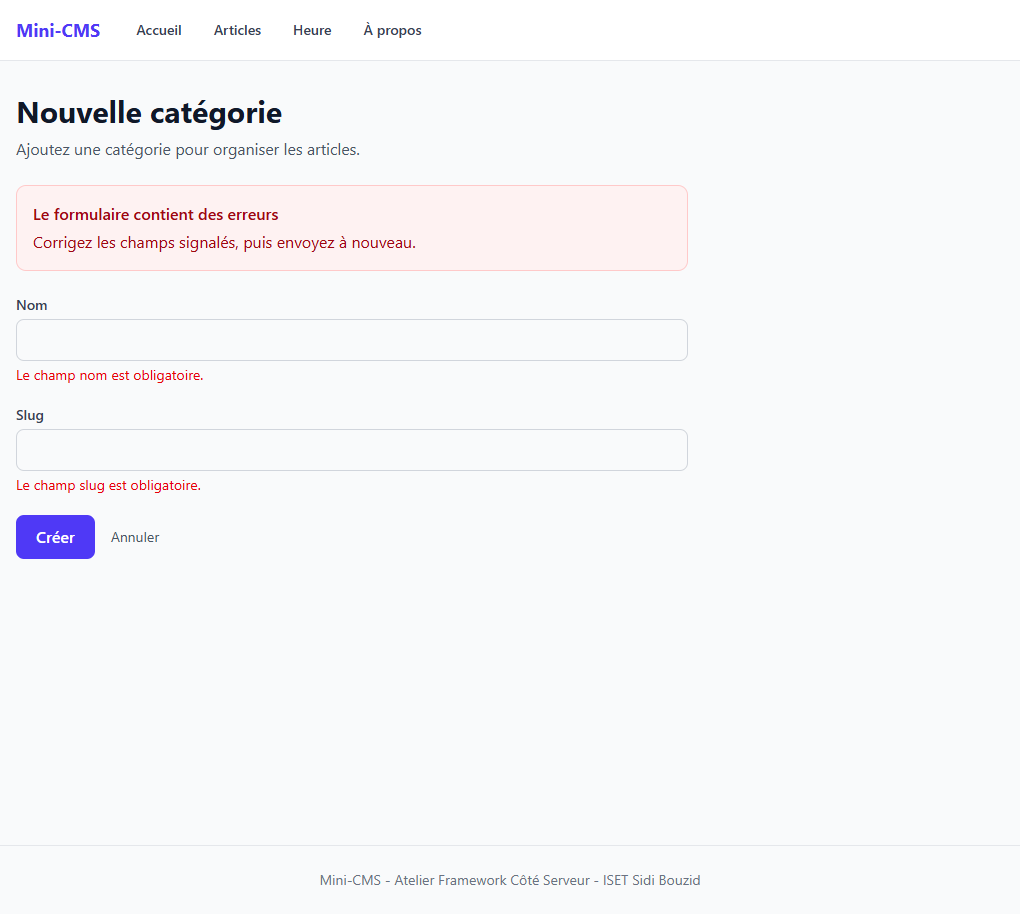 Mini-CMS Accueil Articles Heure À propos
Nouvelle catégorie
Ajoutez une catégorie pour organiser les articles.
Le formulaire contient des erreurs
Corrigez les champs signalés, puis envoyez à nouveau.
Nom
Le champ nom est obligatoire.
Slug
Le champ slug est obligatoire.
Créer Annuler
Mini-CMS - Atelier Framework Côté Serveur - ISET Sidi Bouzid